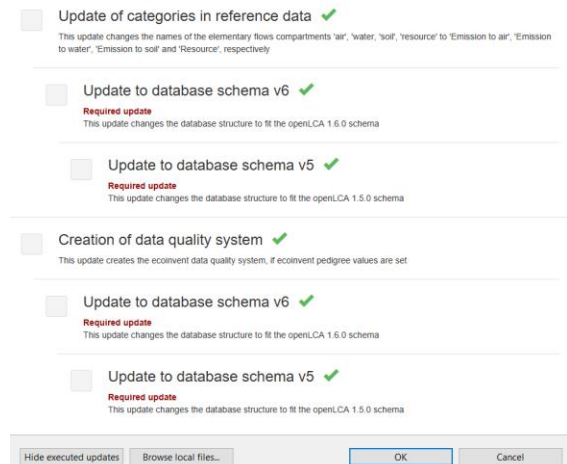 Update of categories in reference data
This update changes the names of the elementary flows compartments 'air', 'water, 'soil', 'resource' to 'Emission to air', 'Emission
to water', 'Emission to soil' and 'Resource', respectively
Update to database schema v6
Required update
This update changes the database structure to fit the openLCA 1.6.0 schema
Update to database schema v5
Required update
This update changes the database structure to fit the openLCA 1.5.0 schema
Creation of data quality system
This update creates the ecoinvent data quality system, if ecoinvent pedigree values are set
Update to database schema v6
Required update
This update changes the database structure to fit the openLCA 1.6.0 schema
Update to database schema v5
Required update
This update changes the database structure to fit the openLCA 1.5.0 schema
Hide executed updates Browse local files... OK Cancel